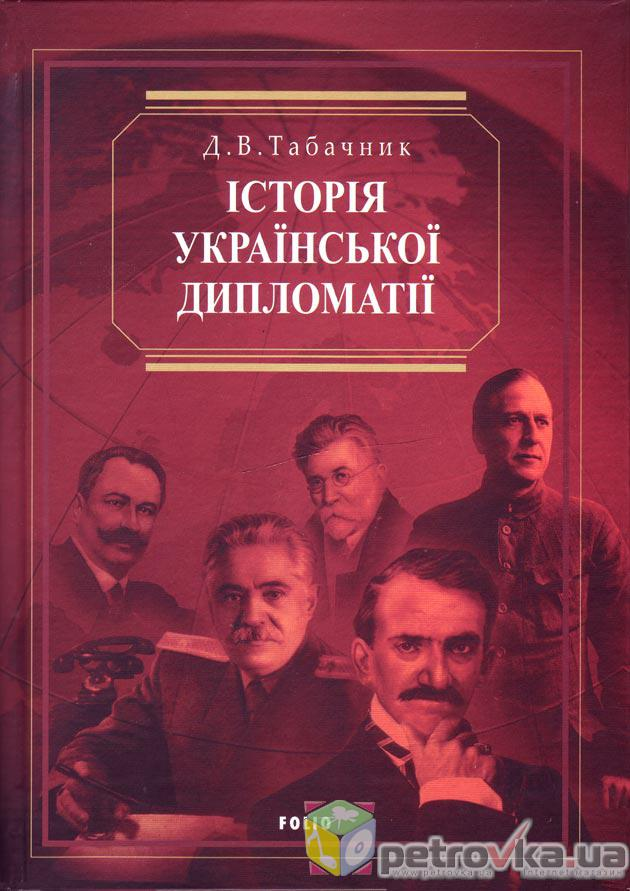 Д.В.Табачник
ІСТОРІЯ
УКРАЇНСЬКОЇ
ДИПЛОМАТІЇ
FOLIO
petrovka.ua